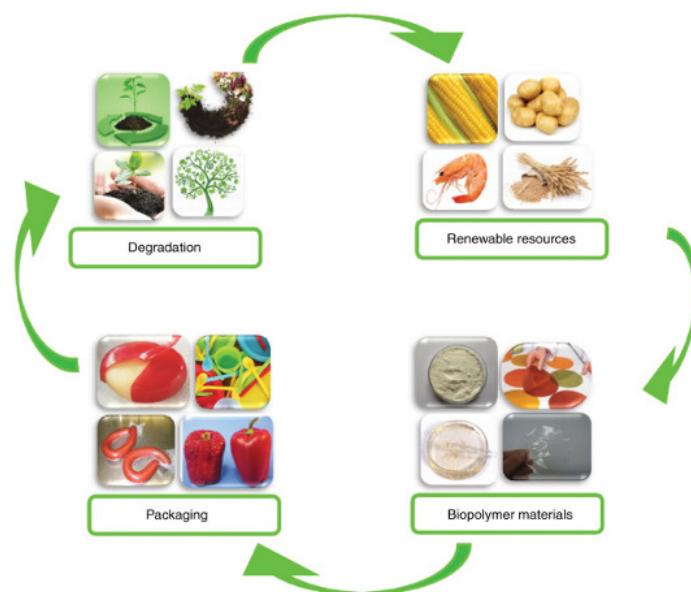 Degradation
Renewable resources
Packaging
Biopolymer materials